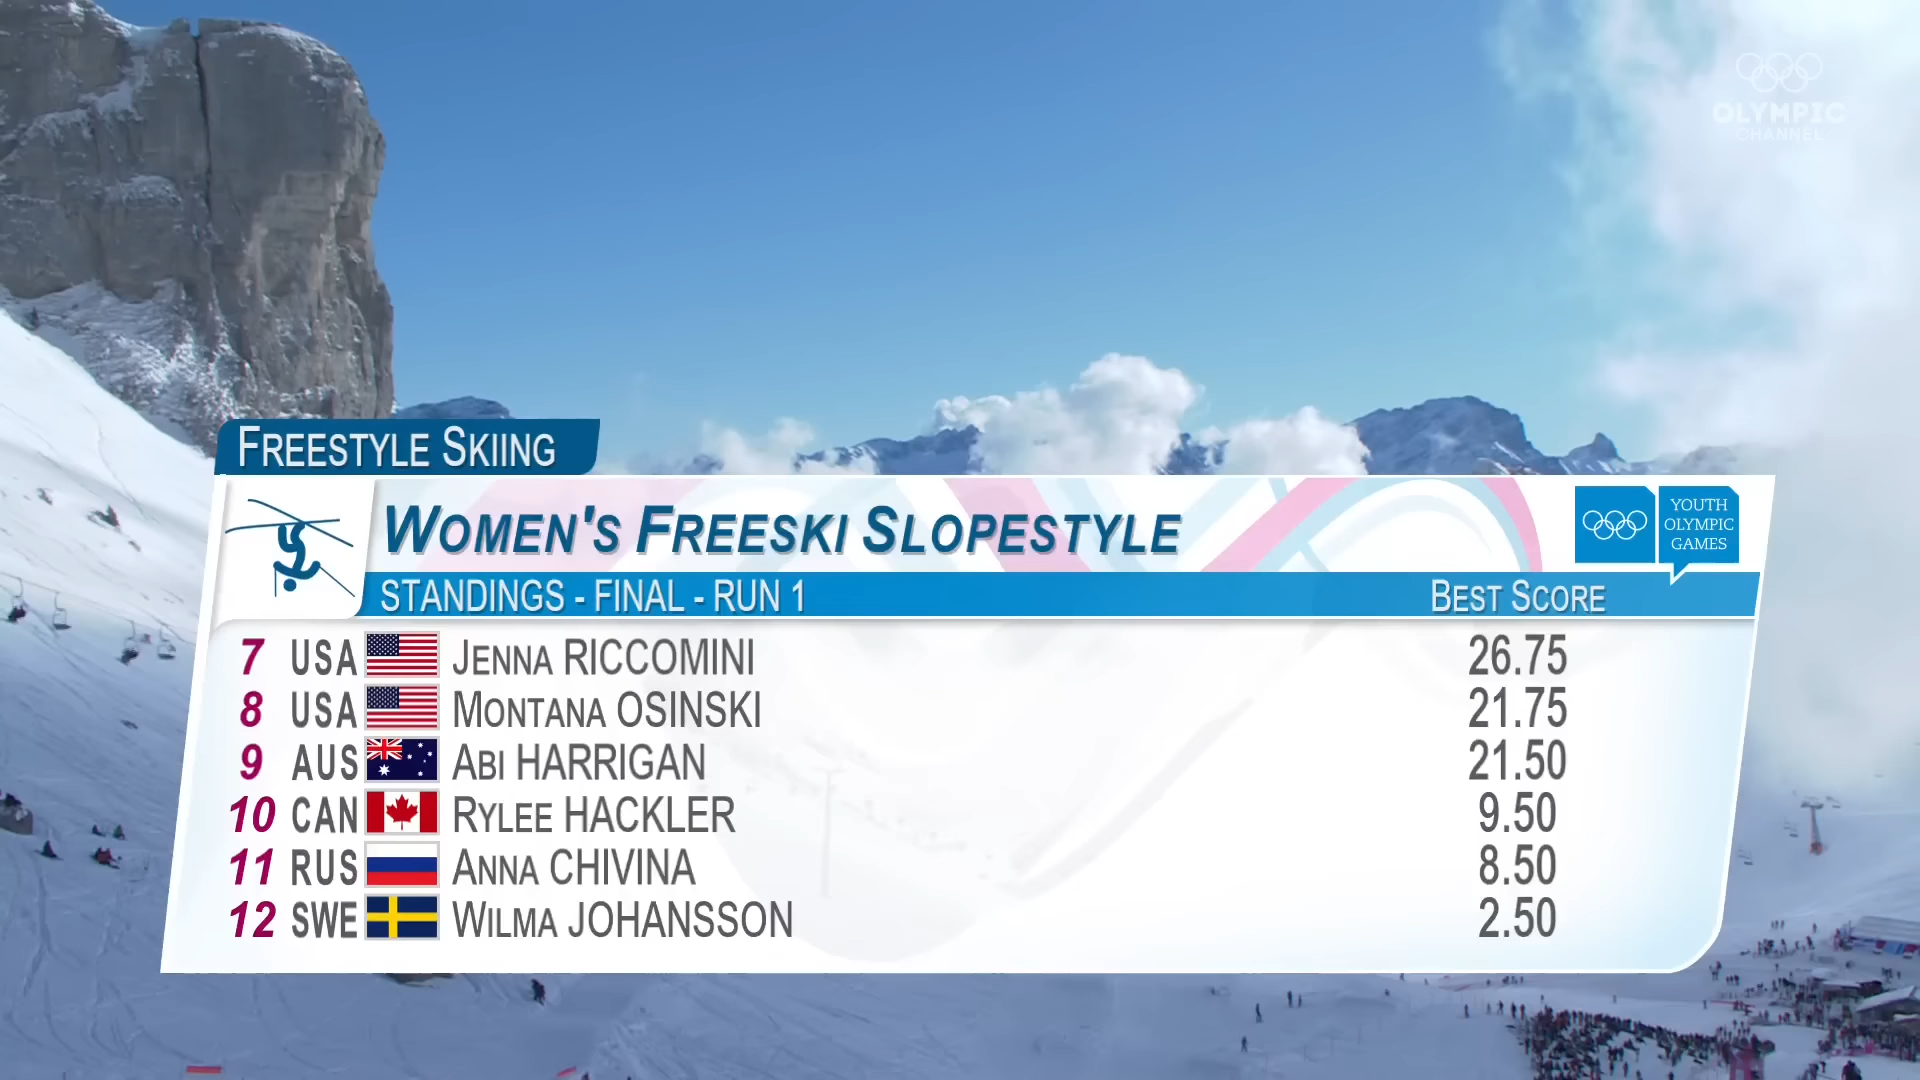 OLYMPIC
CHANNEL
FREESTYLE SKIING
WOMEN'S FREESKI SLOPESTYLE
YOUTH
OLYMPIC
GAMES
STANDINGS - FINAL - RUN 1 BEST SCORE
7 USA JENNA RICCOMINI 26.75
8 USA MONTANA OSINSKI 21.75
9 AUS ABI HARRIGAN 21.50
10 CAN RYLEE HACKLER 9.50
11 RUS ANNA CHIVINA 8.50
12 SWE WILMA JOHANSSON 2.50